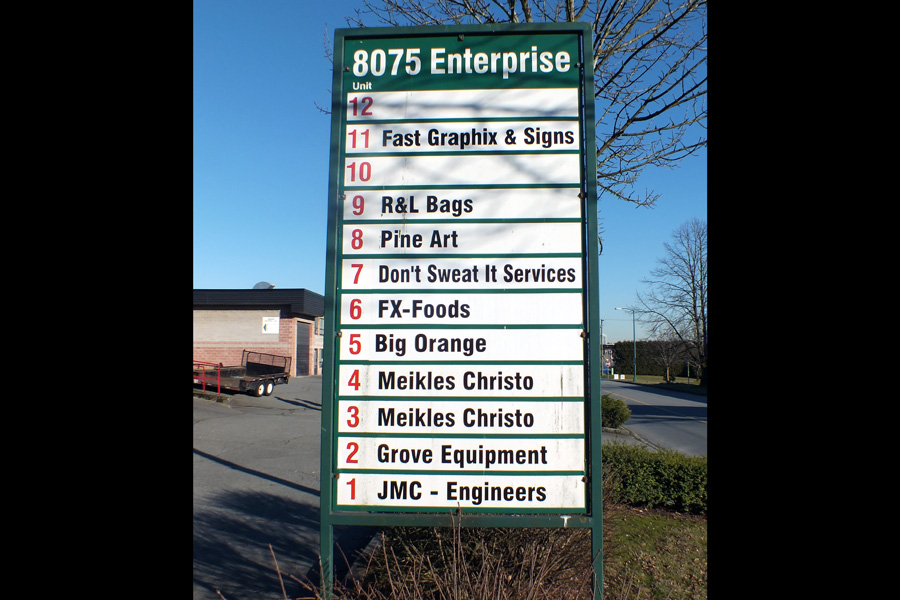 8075 Enterprise
Unit
12
11 Fast Graphix & Signs
10
9 R&L Bags
8 Pine Art
7 Don't Sweat It Services
6 FX-Foods
5 Big Orange
4 Meikles Christo
3 Meikles Christo
2 Grove Equipment
1 JMC - Engineers